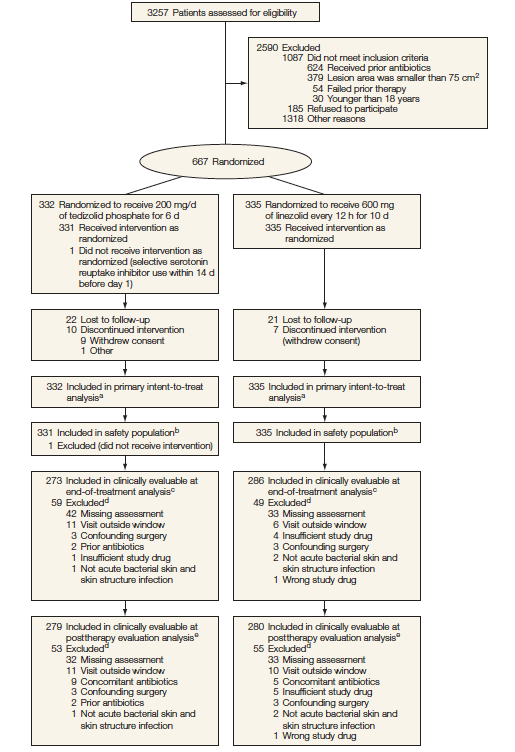 3257 Patients assessed for eligibility
2590 Excluded
1087 Did not meet inclusion criteria
624 Received prior antibiotics
379 Lesion area was smaller than 75 cm²
54 Failed prior therapy
30 Younger than 18 years
185 Refused to participate
1318 Other reasons
667 Randomized
332 Randomized to receive 200 mg/d
of tedizolid phosphate for 6 d
331 Received intervention as
randomized
1 Did not receive intervention as
randomized (selective serotonin
reuptake inhibitor use within 14 d
before day 1)
335 Randomized to receive 600 mg
of linezolid every 12 h for 10 d
335 Received intervention as
randomized
22 Lost to follow-up
10 Discontinued intervention
9 Withdrew consent
1 Other
21 Lost to follow-up
7 Discontinued intervention
(withdrew consent)
332 Included in primary intent-to-treat
analysisᵃ
335 Included in primary intent-to-treat
analysisᵃ
331 Included in safety populationᵇ
1 Excluded (did not receive intervention)
335 Included in safety populationᵇ
273 Included in clinically evaluable at
end-of-treatment analysisᶜ
59 Excludedᵈ
42 Missing assessment
11 Visit outside window
3 Confounding surgery
2 Prior antibiotics
1 Insufficient study drug
1 Not acute bacterial skin and
skin structure infection
286 Included in clinically evaluable at
end-of-treatment analysisᶜ
49 Excludedᵈ
33 Missing assessment
6 Visit outside window
4 Insufficient study drug
3 Confounding surgery
2 Not acute bacterial skin and
skin structure infection
1 Wrong study drug
279 Included in clinically evaluable at
posttherapy evaluation analysisᵉ
53 Excludedᵈ
32 Missing assessment
11 Visit outside window
9 Concomitant antibiotics
3 Confounding surgery
2 Prior antibiotics
1 Not acute bacterial skin and
skin structure infection
280 Included in clinically evaluable at
posttherapy evaluation analysisᵉ
55 Excludedᵈ
33 Missing assessment
10 Visit outside window
5 Concomitant antibiotics
5 Insufficient study drug
3 Confounding surgery
2 Not acute bacterial skin and
skin structure infection
1 Wrong study drug